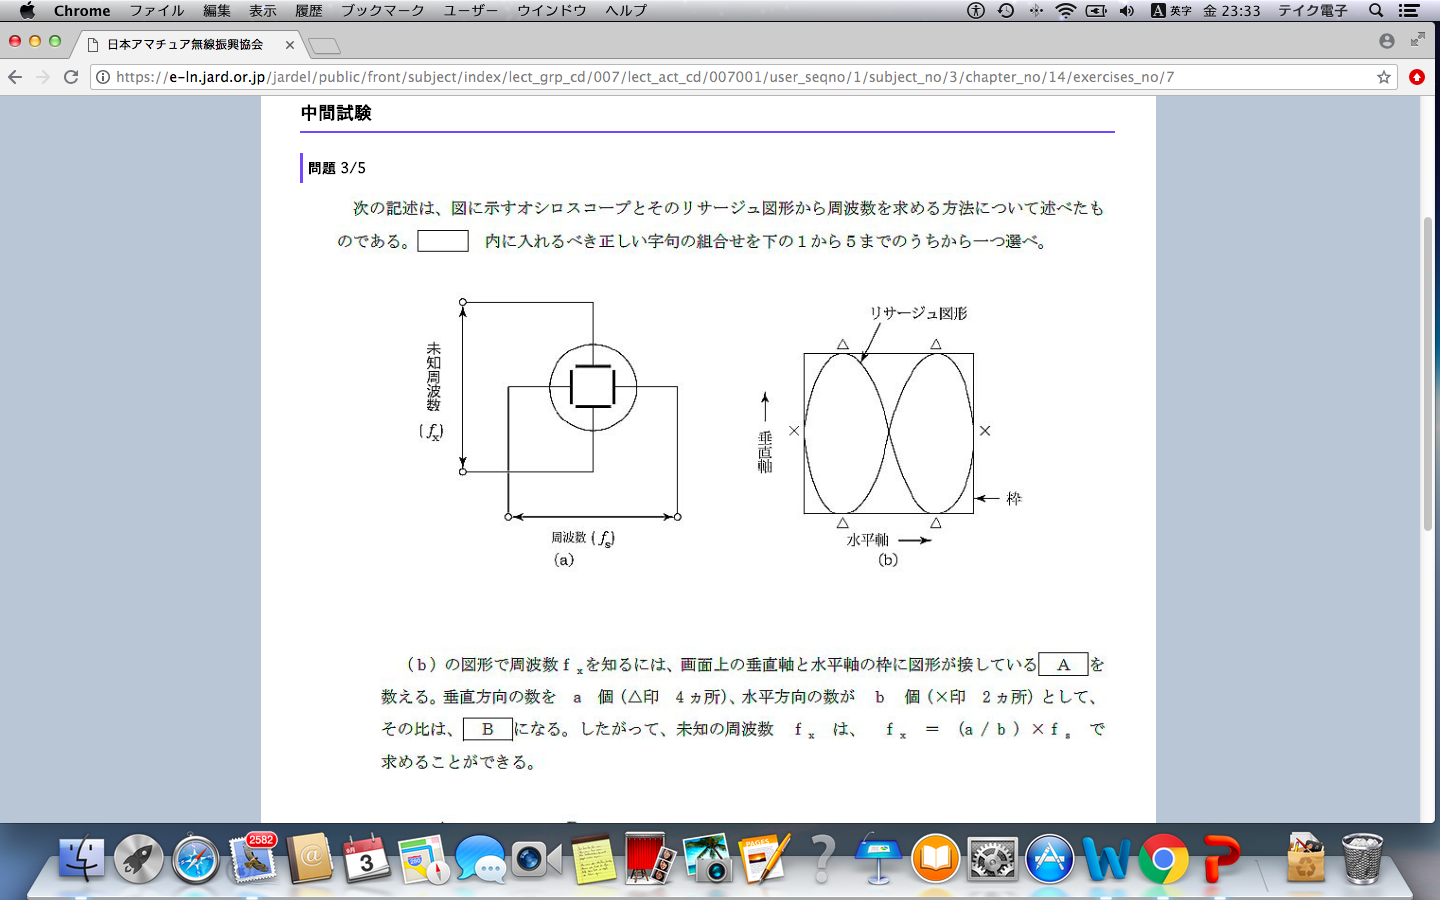 Chrome ファイル 編集 表示 履歴 ブックマーク ユーザー ウインドウ ヘルプ A 英字 金 23:33 テイク電子
日本アマチュア無線振興協会
https://e-ln.jard.or.jp/jardel/public/front/subject/index/lect_grp_cd/007/lect_act_cd/007001/user_seqno/1/subject_no/3/chapter_no/14/exercises_no/7
中間試験
問題 3/5
次の記述は、図に示すオシロスコープとそのリサージュ図形から周波数を求める方法について述べたも
のである。 内に入れるべき正しい字句の組合せを下の1から5までのうちから一つ選べ。
未知周波数
(fx)
周波数 (fs)
(a)
リサージュ図形
△ △
垂直軸
× ×
枠
△ △
水平軸
(b)
(b)の図形で周波数fxを知るには、画面上の垂直軸と水平軸の枠に図形が接している A を
数える。垂直方向の数を a 個(△印 4ヵ所)、水平方向の数が b 個(×印 2ヵ所)として、
その比は、 B になる。したがって、未知の周波数 fx は、 fx = (a/b)×fs で
求めることができる。
2582
9月
3
280
PAGES